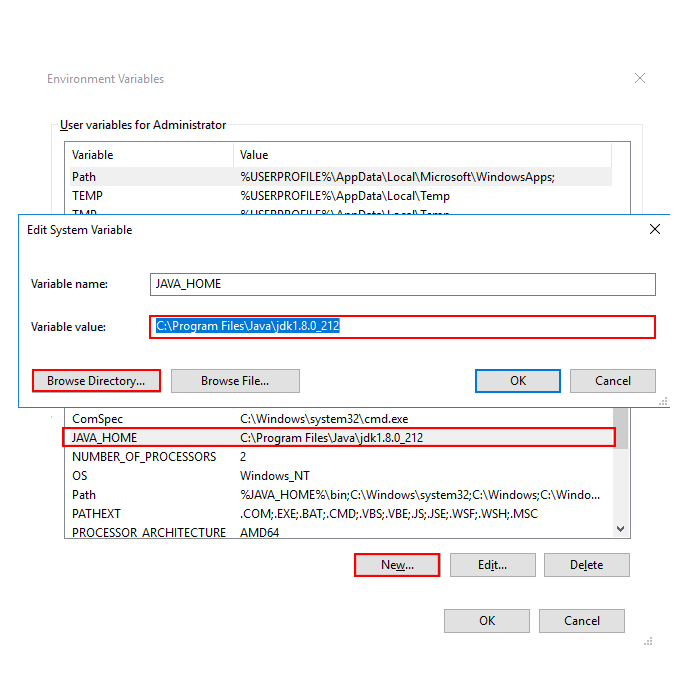 Environment Variables
User variables for Administrator
Variable Value
Path %USERPROFILE%\AppData\Local\Microsoft\WindowsApps;
TEMP %USERPROFILE%\AppData\Local\Temp
TMP %USERPROFILE%\AppData\Local\Temp
Edit System Variable
Variable name: JAVA_HOME
Variable value: C:\Program Files\Java\jdk1.8.0_212
Browse Directory... Browse File... OK Cancel
ComSpec C:\Windows\system32\cmd.exe
JAVA_HOME C:\Program Files\Java\jdk1.8.0_212
NUMBER_OF_PROCESSORS 2
OS Windows_NT
Path %JAVA_HOME%\bin;C:\Windows\system32;C:\Windows;C:\Windo...
PATHEXT .COM;.EXE;.BAT;.CMD;.VBS;.VBE;.JS;.JSE;.WSF;.WSH;.MSC
PROCESSOR_ARCHITECTURE AMD64
New... Edit... Delete
OK Cancel